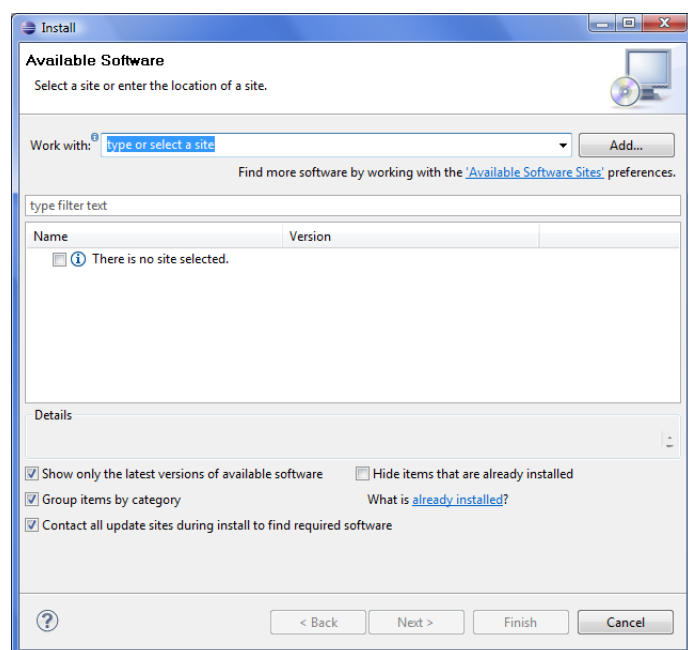 Install
Available Software
Select a site or enter the location of a site.
Work with: type or select a site Add...
Find more software by working with the 'Available Software Sites' preferences.
type filter text
Name Version
There is no site selected.
Details
Show only the latest versions of available software Hide items that are already installed
Group items by category What is already installed?
Contact all update sites during install to find required software
< Back Next > Finish Cancel